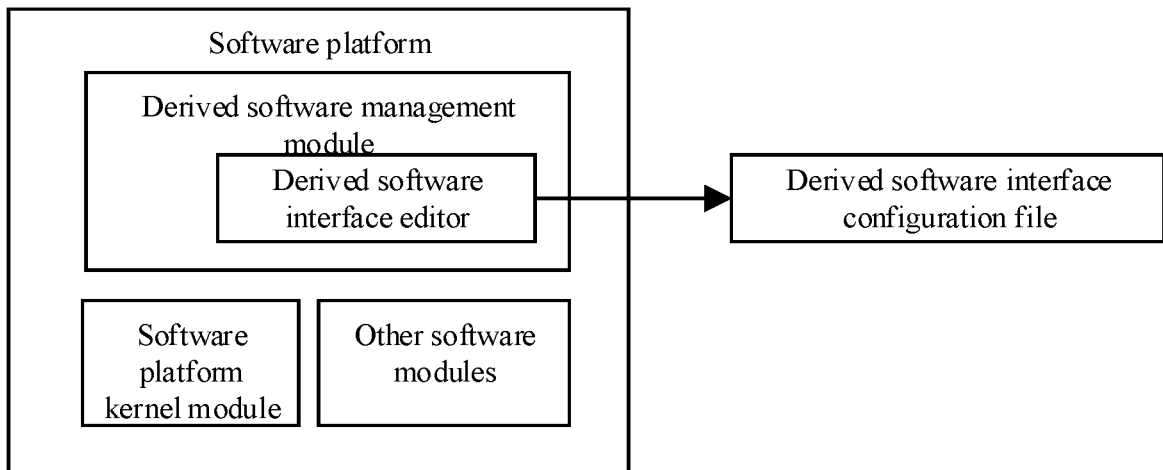 Software platform
Derived software management
module
Derived software
interface editor
Derived software interface
configuration file
Software
platform
kernel module
Other software
modules